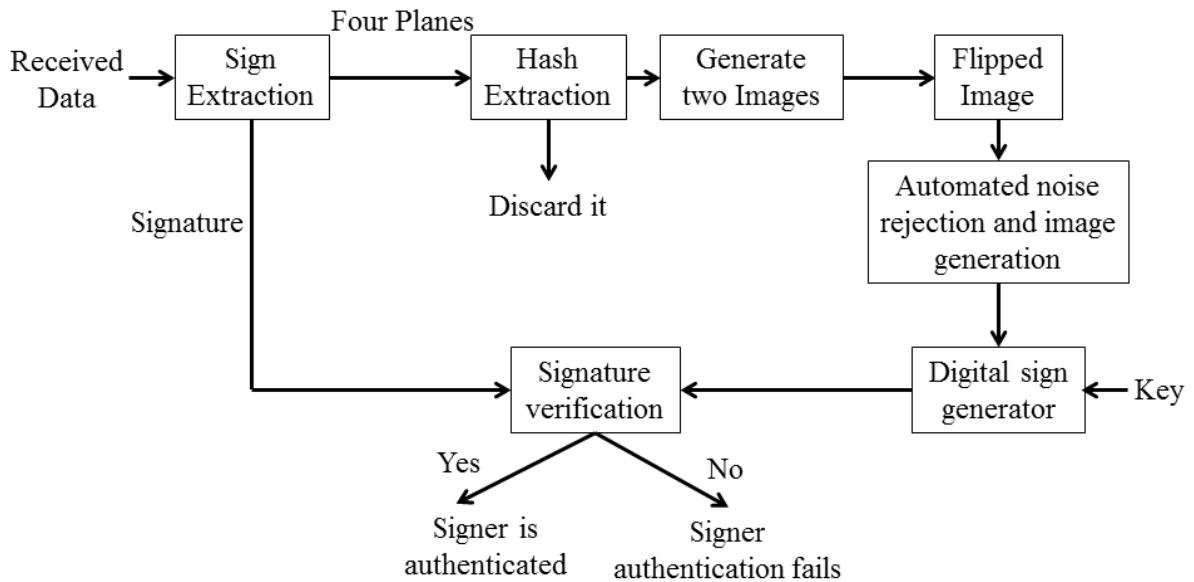 Four Planes
Received
Data
Sign
Extraction
Hash
Extraction
Generate
two Images
Flipped
Image
Discard it
Signature
Automated noise
rejection and image
generation
Signature
verification
Digital sign
generator
Key
Yes
No
Signer is
authenticated
Signer
authentication fails